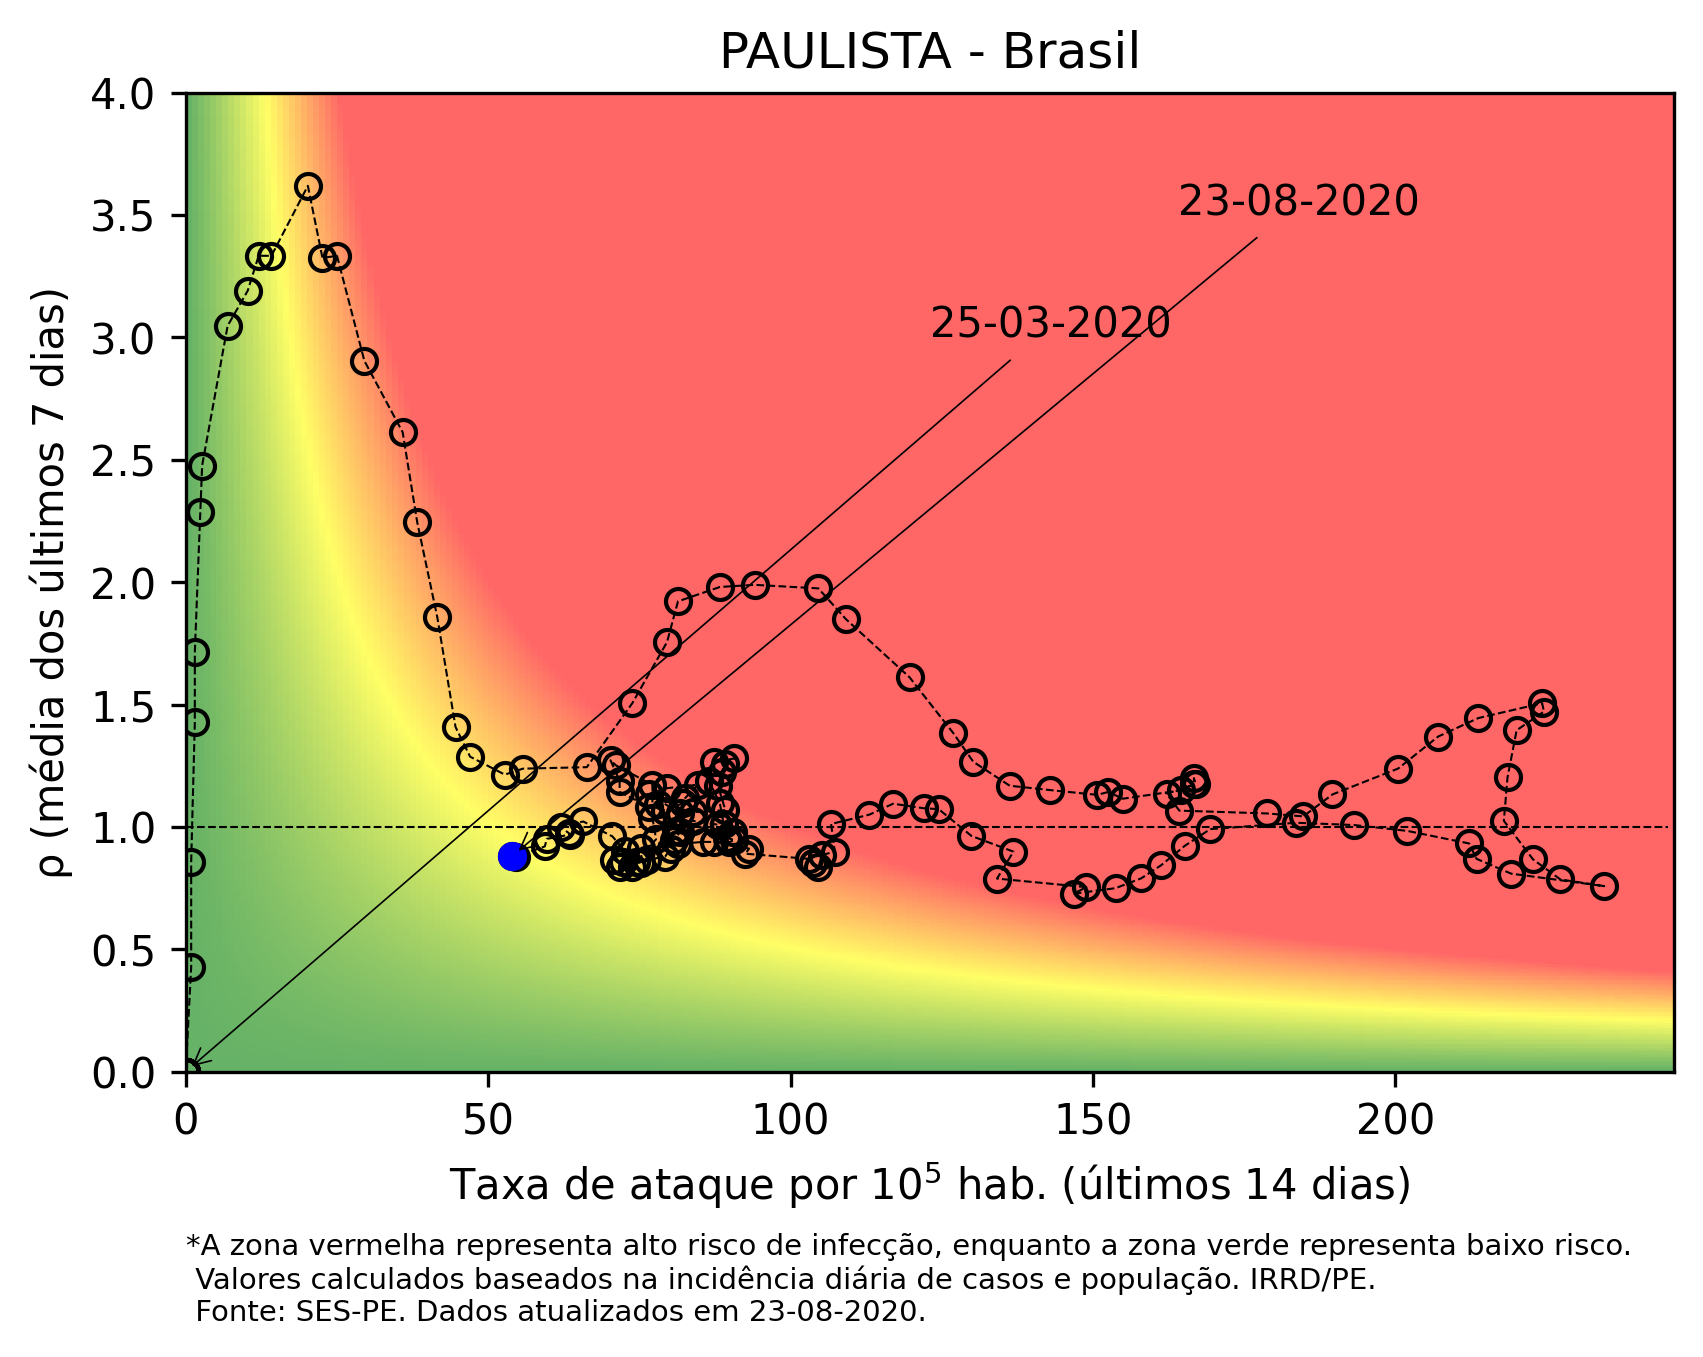 PAULISTA - Brasil
4.0
3.5
3.0
2.5
2.0
1.5
1.0
0.5
0.0
ρ (média dos últimos 7 dias)
23-08-2020
25-03-2020
0
50
100
150
200
Taxa de ataque por 10⁵ hab. (últimos 14 dias)
*A zona vermelha representa alto risco de infecção, enquanto a zona verde representa baixo risco.
Valores calculados baseados na incidência diária de casos e população. IRRD/PE.
Fonte: SES-PE. Dados atualizados em 23-08-2020.